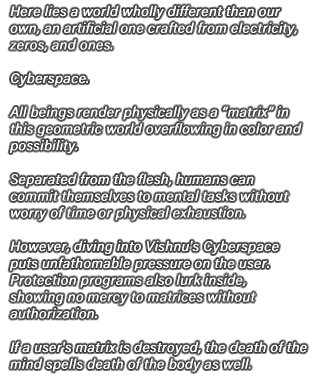 Here lies a world wholly different than our
own, an artificial one crafted from electricity,
zeros, and ones.
Cyberspace.
All beings render physically as a "matrix" in
this geometric world overflowing in color and
possibility.
Separated from the flesh, humans can
commit themselves to mental tasks without
worry of time or physical exhaustion.
However, diving into Vishnu's Cyberspace
puts unfathomable pressure on the user.
Protection programs also lurk inside,
showing no mercy to matrices without
authorization.
If a user's matrix is destroyed, the death of the
mind spells death of the body as well.